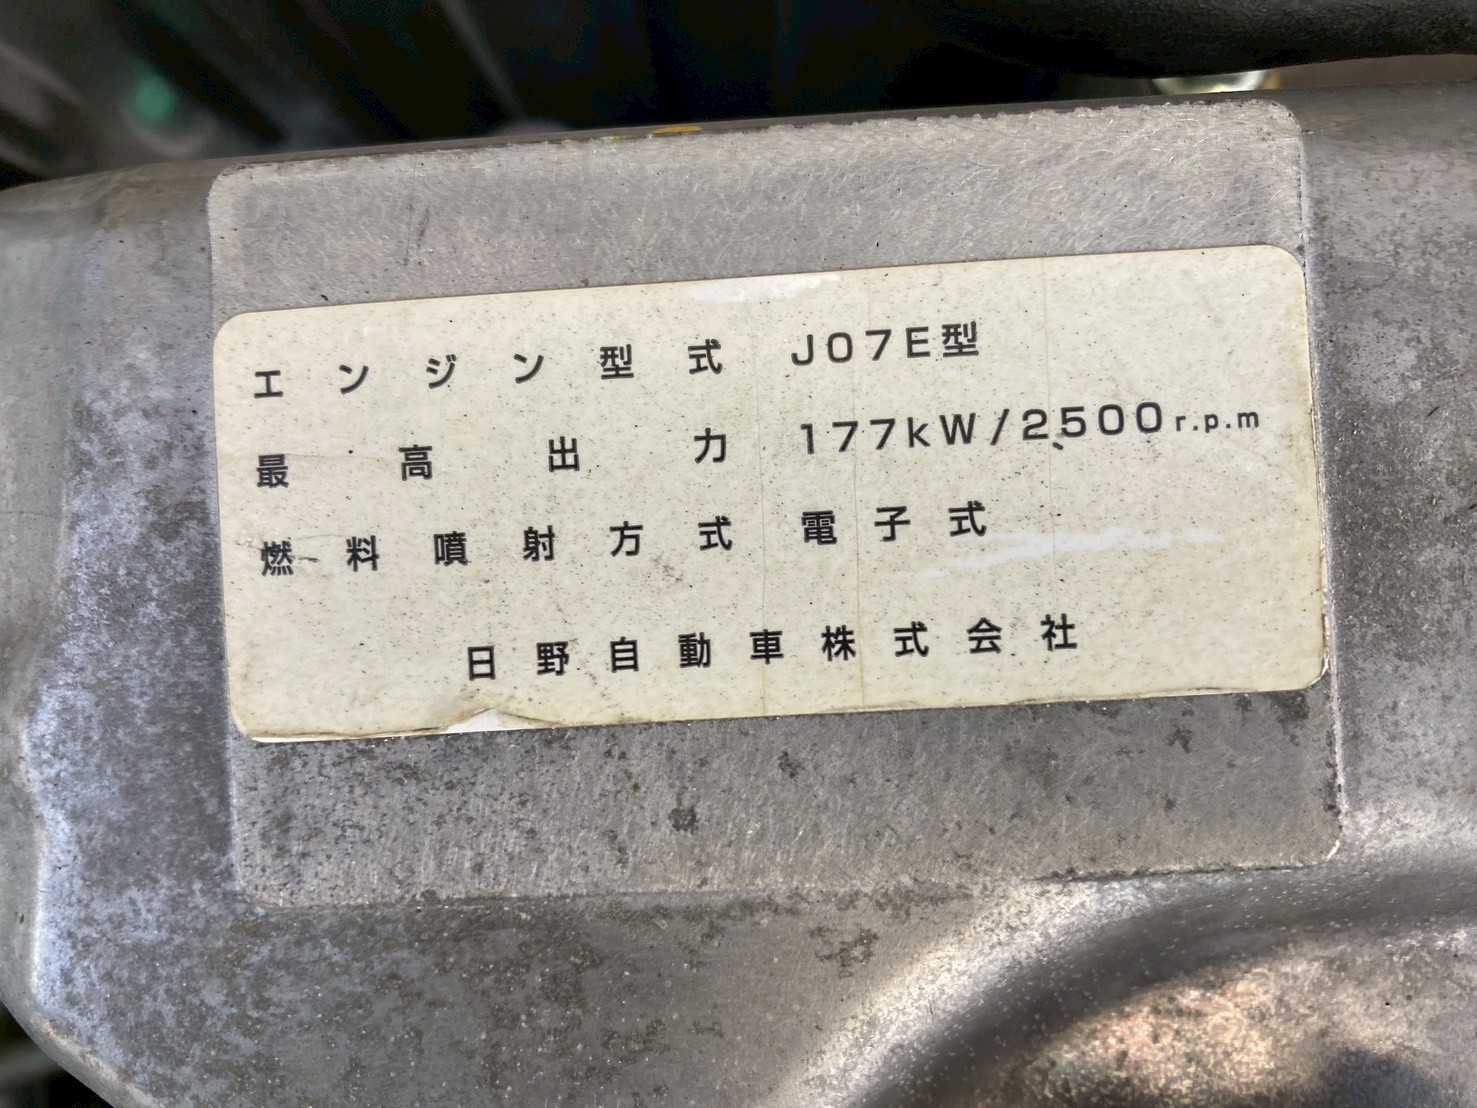 エンジン型式 J07E型
最高出力 177kW/2500r.p.m
燃料噴射方式 電子式
日野自動車株式会社